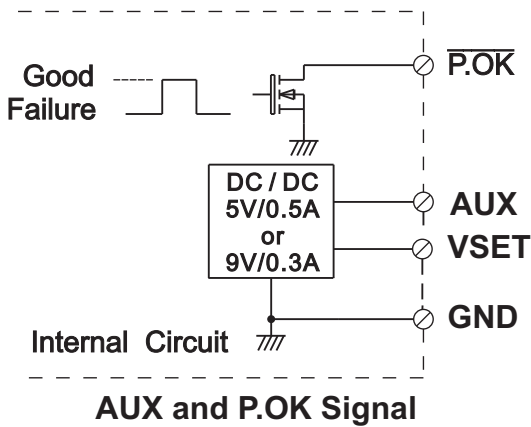 P.OK
Good
Failure
DC / DC
5V/0.5A
or
9V/0.3A
AUX
VSET
GND
Internal Circuit
AUX and P.OK Signal